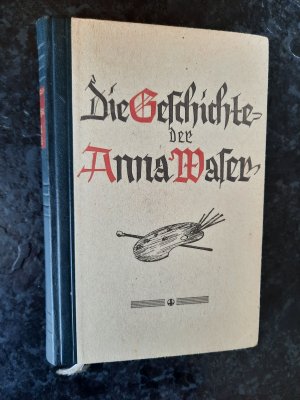 Die Geschichte
der
Anna Waser